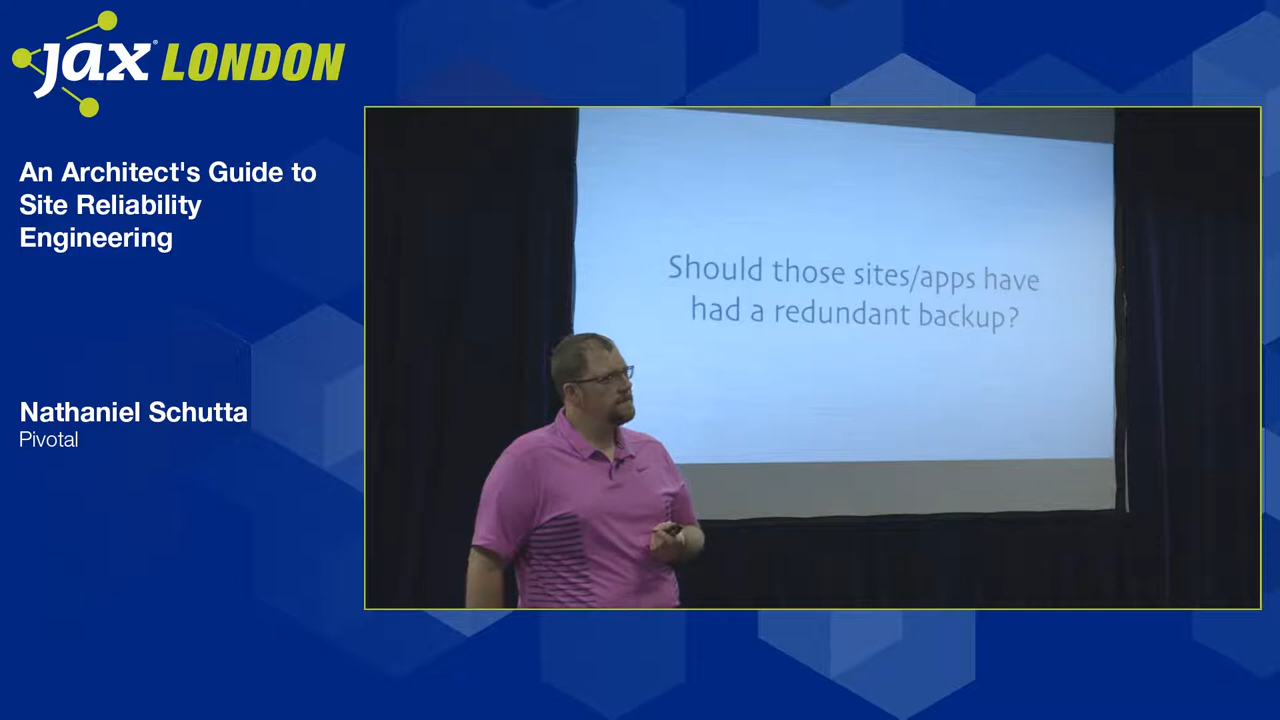 jax LONDON
An Architect's Guide to
Site Reliability
Engineering
Nathaniel Schutta
Pivotal
Should those sites/apps have
had a redundant backup?